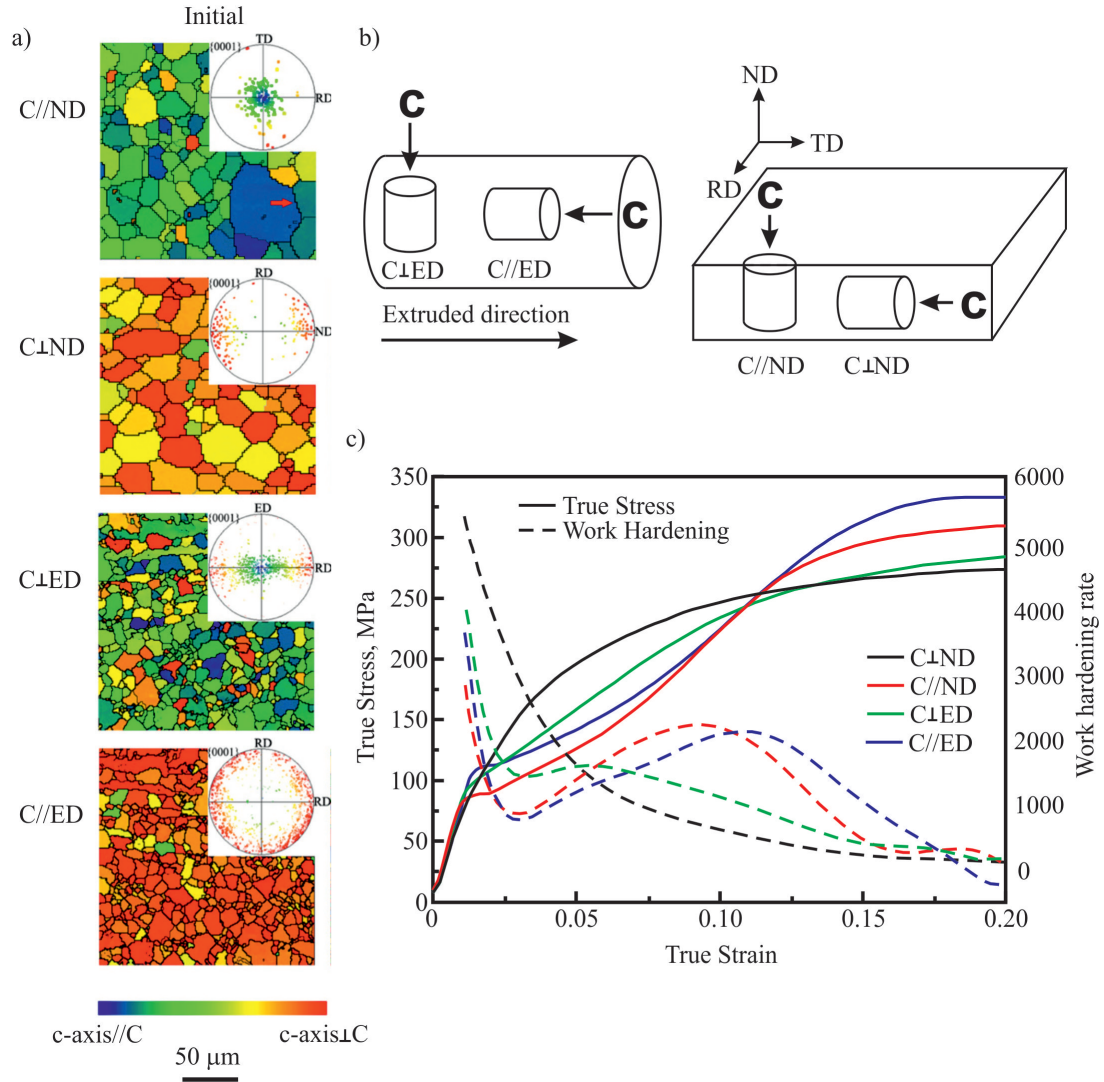 Initial
a)
C//ND
{0001}
TD
RD
C⊥ND
{0001}
RD
ND
C⊥ED
{0001}
ED
RD
C//ED
{0001}
RD
RD
c-axis//C
c-axis⊥C
50 μm
b)
C
C
C⊥ED
C//ED
Extruded direction
ND
TD
RD
C
C
C//ND
C⊥ND
c)
350
300
250
200
150
100
50
0
True Stress, MPa
True Stress
Work Hardening
6000
5000
4000
3000
2000
1000
0
Work hardening rate
C⊥ND
C//ND
C⊥ED
C//ED
0
0.05
0.10
0.15
0.20
True Strain